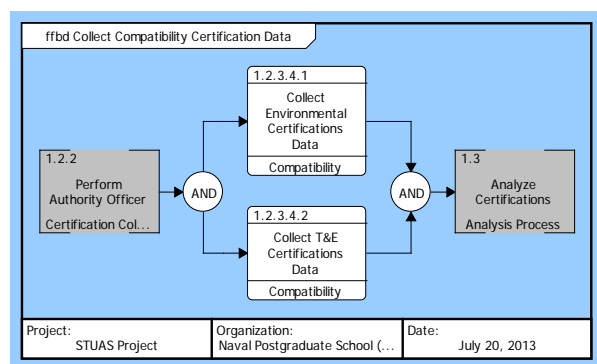 ffbd Collect Compatibility Certification Data
1.2.3.4.1
Collect
Environmental
Certifications
Data
Compatibility
1.2.2
Perform
Authority Officer
Certification Col...
AND
AND
1.3
Analyze
Certifications
Analysis Process
1.2.3.4.2
Collect T&E
Certifications
Data
Compatibility
Project:
STUAS Project
Organization:
Naval Postgraduate School (...
Date:
July 20, 2013